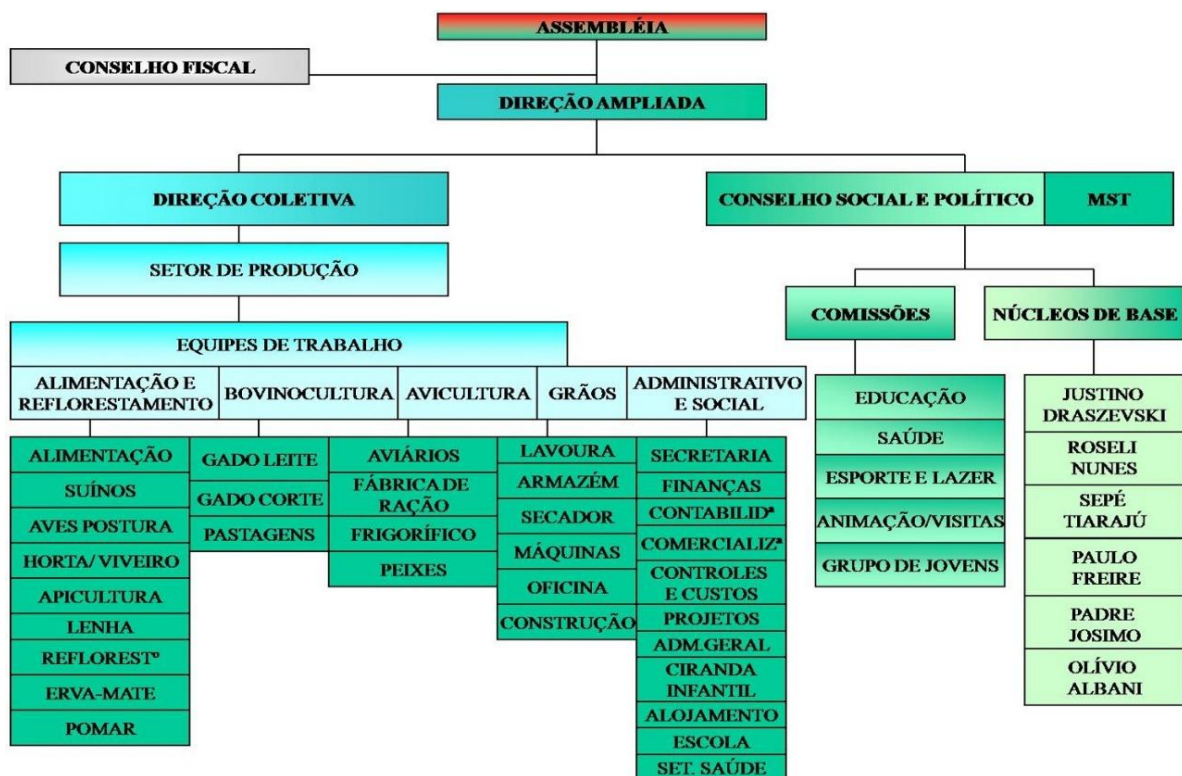 ASSEMBLÉIA
CONSELHO FISCAL
DIREÇÃO AMPLIADA
DIREÇÃO COLETIVA
CONSELHO SOCIAL E POLÍTICO
MST
SETOR DE PRODUÇÃO
COMISSÕES
NÚCLEOS DE BASE
EQUIPES DE TRABALHO
ALIMENTAÇÃO E
REFLORESTAMENTO
BOVINOCULTURA
AVICULTURA
GRÃOS
ADMINISTRATIVO
E SOCIAL
ALIMENTAÇÃO
SUÍNOS
AVES POSTURA
HORTA/ VIVEIRO
APICULTURA
LENHA
REFLORESTº
ERVA-MATE
POMAR
GADO LEITE
GADO CORTE
PASTAGENS
AVIÁRIOS
FÁBRICA DE
RAÇÃO
FRIGORÍFICO
PEIXES
LAVOURA
ARMAZÉM
SECADOR
MÁQUINAS
OFICINA
CONSTRUÇÃO
SECRETARIA
FINANÇAS
CONTABILIDª
COMERCIALIZª
CONTROLES
E CUSTOS
PROJETOS
ADM.GERAL
CIRANDA
INFANTIL
ALOJAMENTO
ESCOLA
SET. SAÚDE
EDUCAÇÃO
SAÚDE
ESPORTE E LAZER
ANIMAÇÃO/VISITAS
GRUPO DE JOVENS
JUSTINO
DRASZEVSKI
ROSELI
NUNES
SEPÉ
TIARAJÚ
PAULO
FREIRE
PADRE
JOSIMO
OLÍVIO
ALBANI